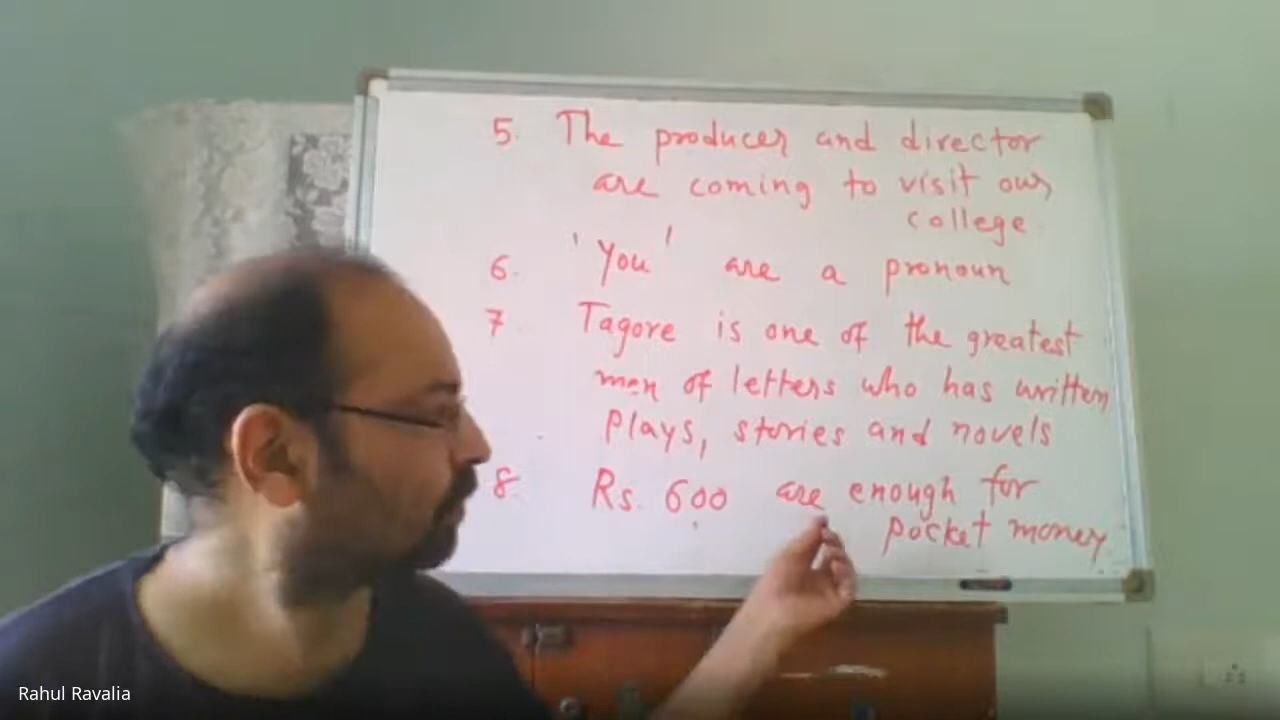 5. The producer and director
are coming to visit our
college
6. 'You' are a pronoun
7 Tagore is one of the greatest
men of letters who has written
plays, stories and novels
8 Rs. 600 are enough for
pocket money
Rahul Ravalia